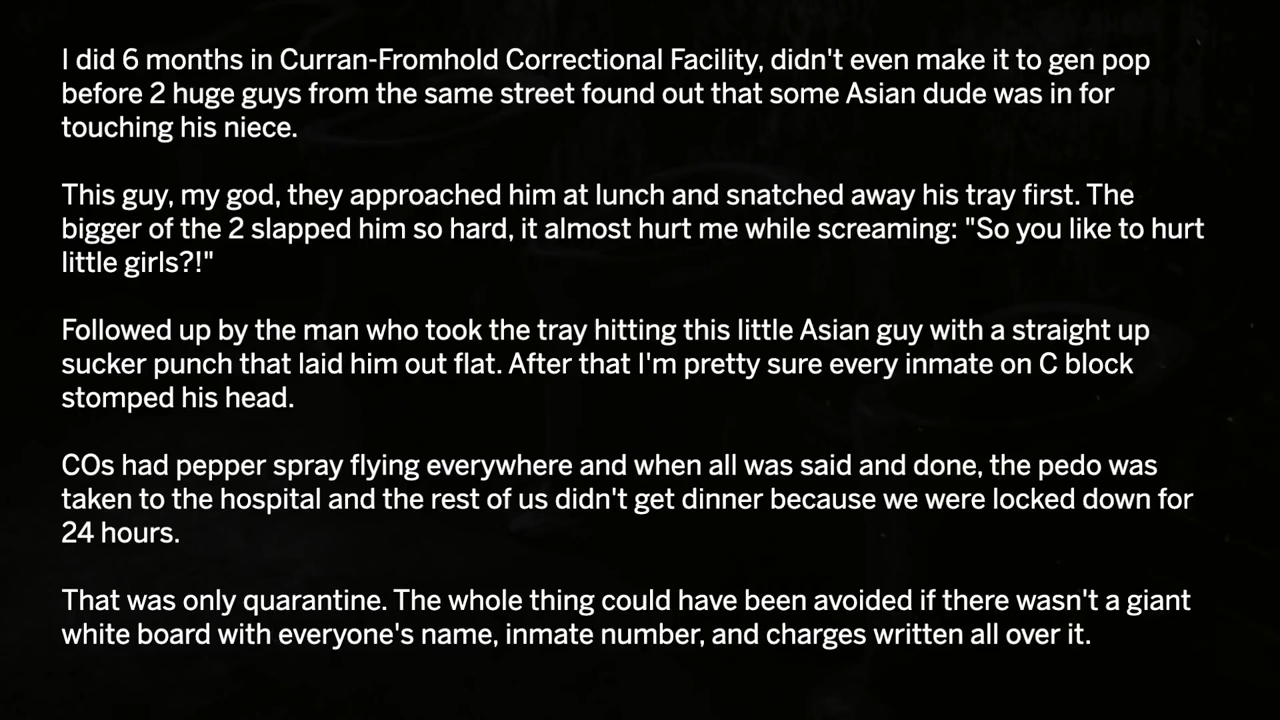 I did 6 months in Curran-Fromhold Correctional Facility, didn't even make it to gen pop
before 2 huge guys from the same street found out that some Asian dude was in for
touching his niece.
This guy, my god, they approached him at lunch and snatched away his tray first. The
bigger of the 2 slapped him so hard, it almost hurt me while screaming: "So you like to hurt
little girls?!"
Followed up by the man who took the tray hitting this little Asian guy with a straight up
sucker punch that laid him out flat. After that I'm pretty sure every inmate on C block
stomped his head.
COs had pepper spray flying everywhere and when all was said and done, the pedo was
taken to the hospital and the rest of us didn't get dinner because we were locked down for
24 hours.
That was only quarantine. The whole thing could have been avoided if there wasn't a giant
white board with everyone's name, inmate number, and charges written all over it.